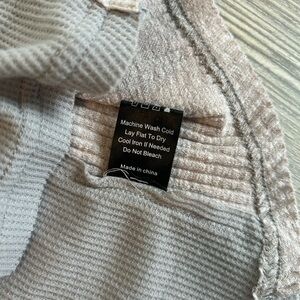 Machine Wash Cold
Lay Flat To Dry
Cool Iron If Needed
Do Not Bleach
Made in china